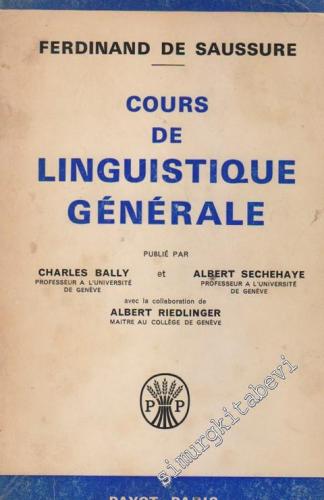 FERDINAND DE SAUSSURE
COURS
DE
LINGUISTIQUE
GÉNÉRALE
PUBLIÉ PAR
CHARLES BALLY et ALBERT SECHEHAYE
PROFESSEUR A L'UNIVERSITÉ PROFESSEUR A L'UNIVERSITÉ
DE GENÈVE DE GENÈVE
avec la collaboration de
ALBERT RIEDLINGER
MAITRE AU COLLÈGE DE GENÈVE
P P
PAYOT PARIS
simurgkitabevi.com